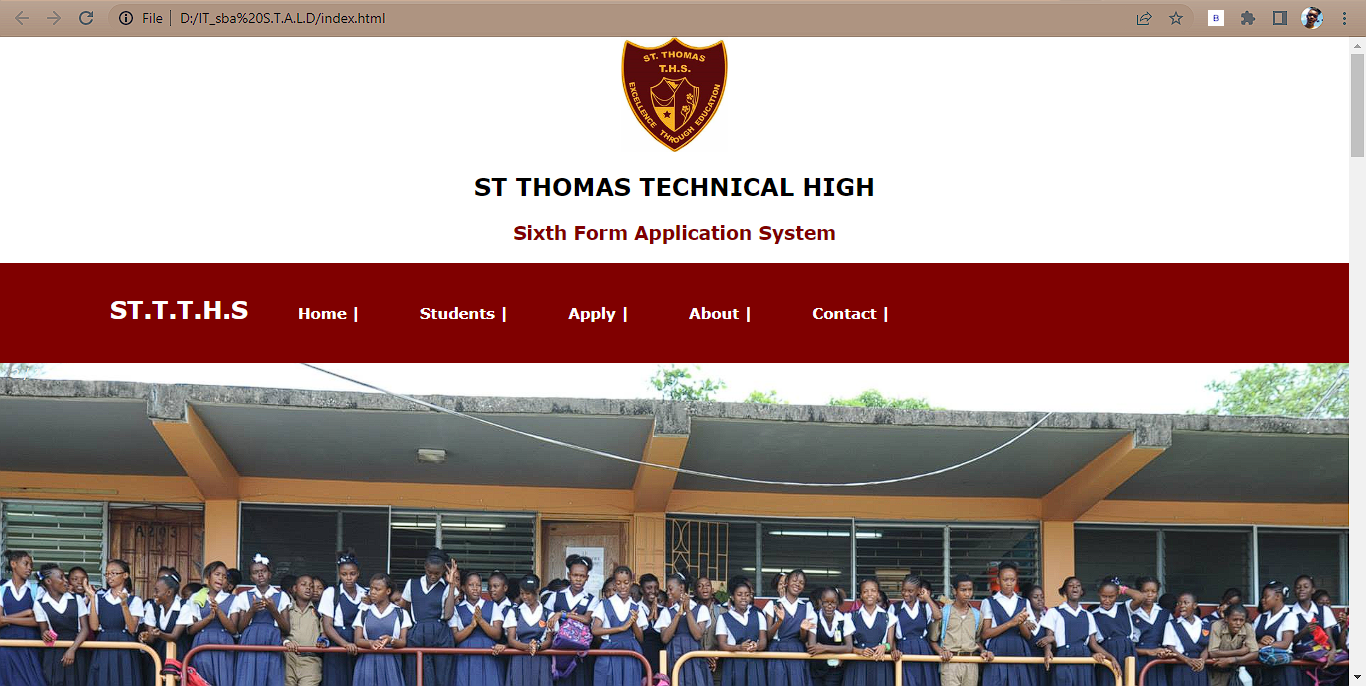 File | D:/IT_sba%20S.T.A.L.D/index.html
B
ST. THOMAS
T.H.S.
EXCELLENCE THROUGH EDUCATION
ST THOMAS TECHNICAL HIGH
Sixth Form Application System
ST.T.T.H.S Home | Students | Apply | About | Contact |
A203